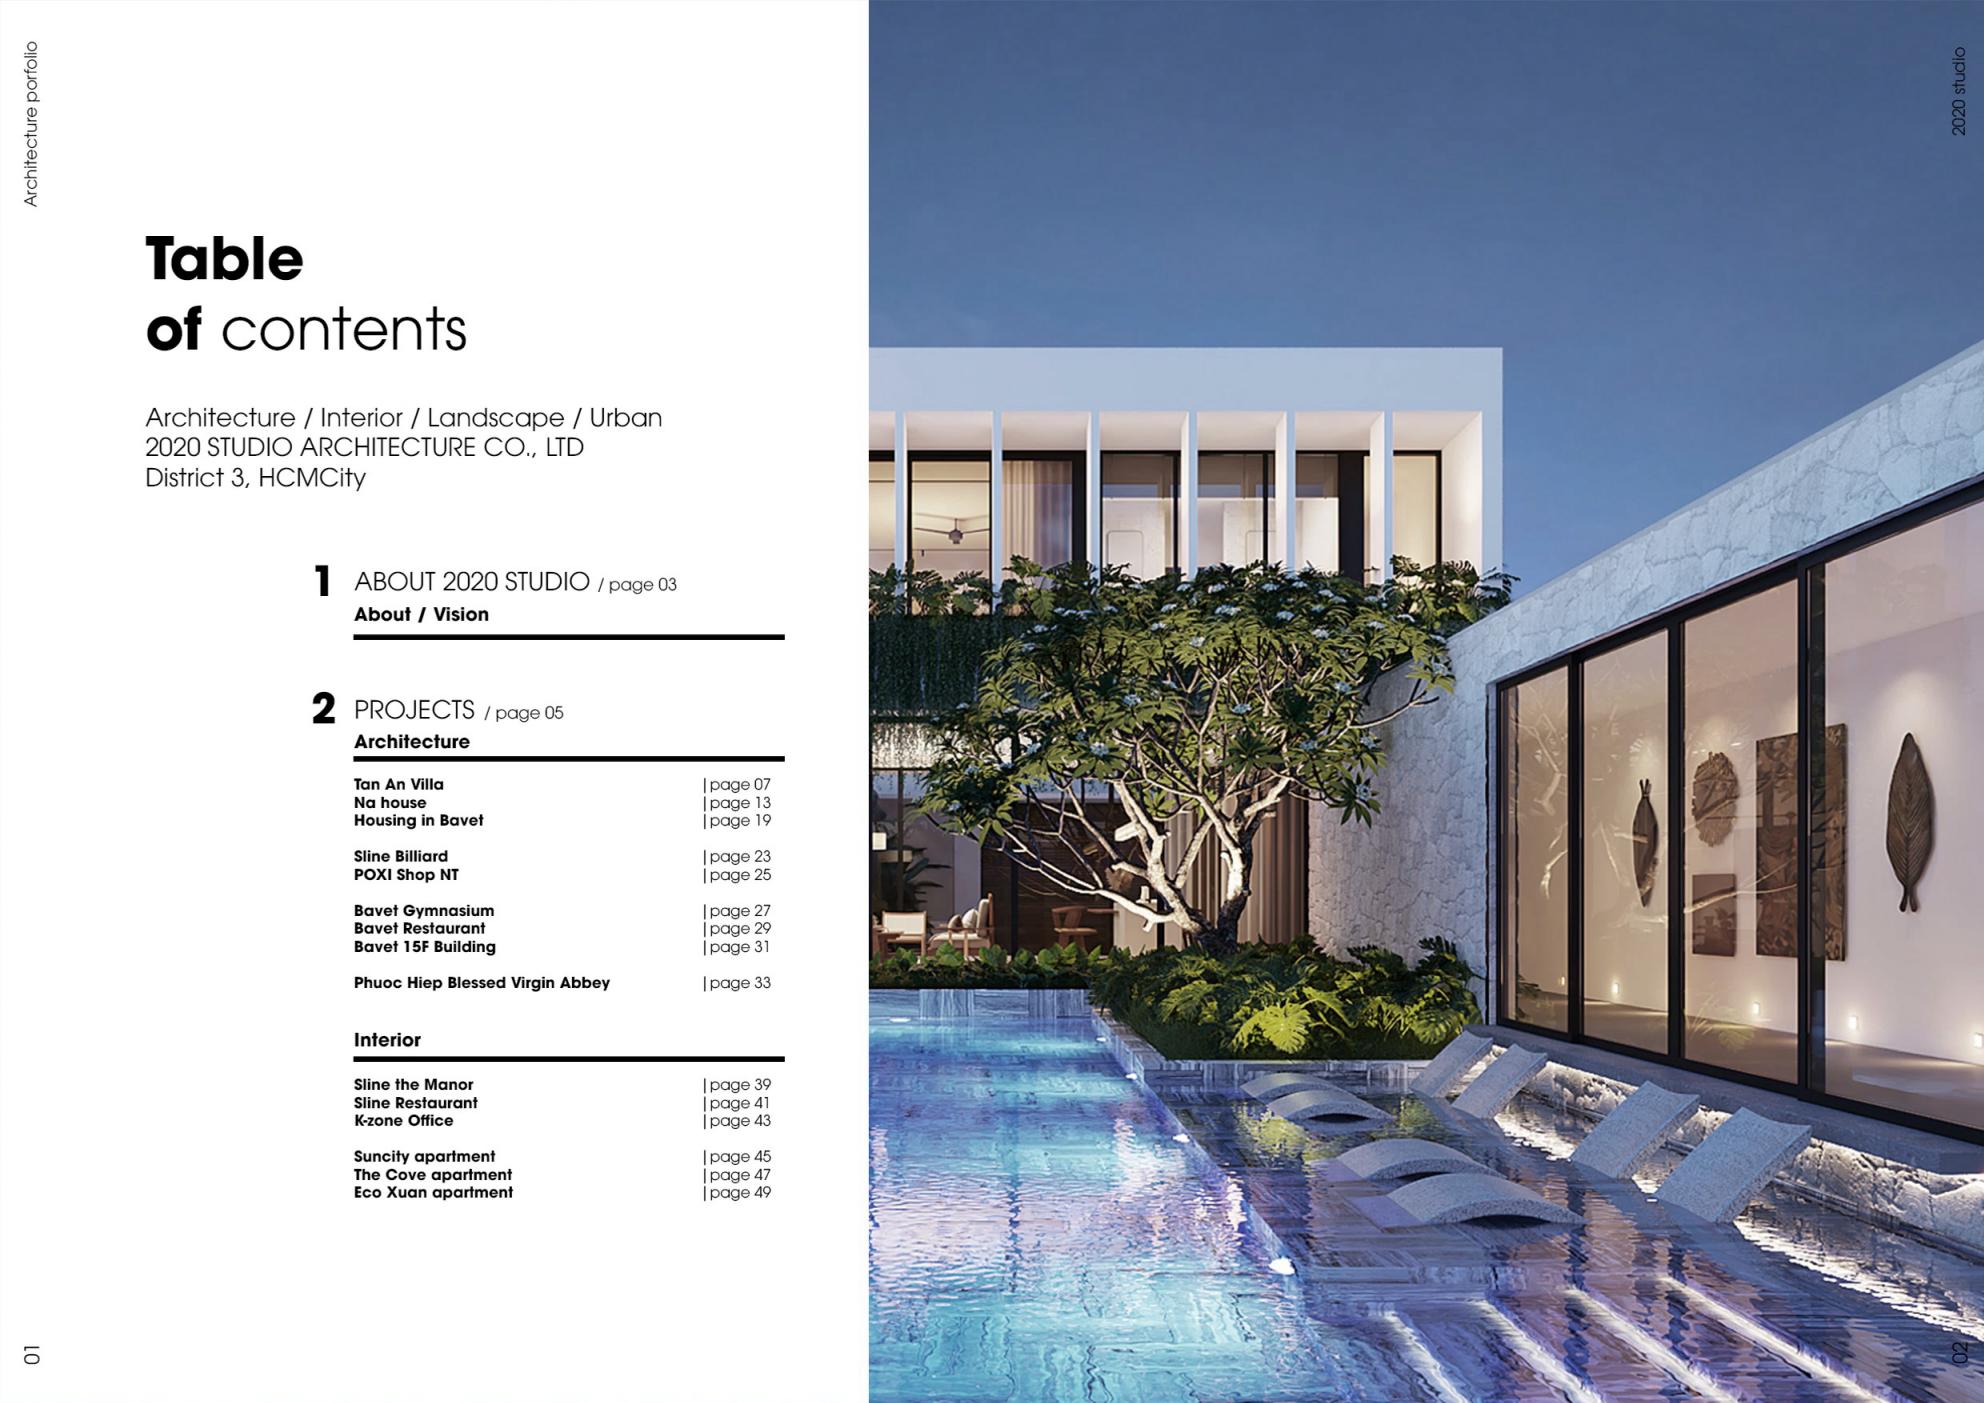 Architecture porfolio
Table
of contents
Architecture / Interior / Landscape / Urban
2020 STUDIO ARCHITECTURE CO., LTD
District 3, HCMCity
1 ABOUT 2020 STUDIO / page 03
About / Vision
2 PROJECTS / page 05
Architecture
Tan An Villa | page 07
Na house | page 13
Housing in Bavet | page 19
Sline Billiard | page 23
POXI Shop NT | page 25
Bavet Gymnasium | page 27
Bavet Restaurant | page 29
Bavet 15F Building | page 31
Phuoc Hiep Blessed Virgin Abbey | page 33
Interior
Sline the Manor | page 39
Sline Restaurant | page 41
K-zone Office | page 43
Suncity apartment | page 45
The Cove apartment | page 47
Eco Xuan apartment | page 49
01
2020 studio
02